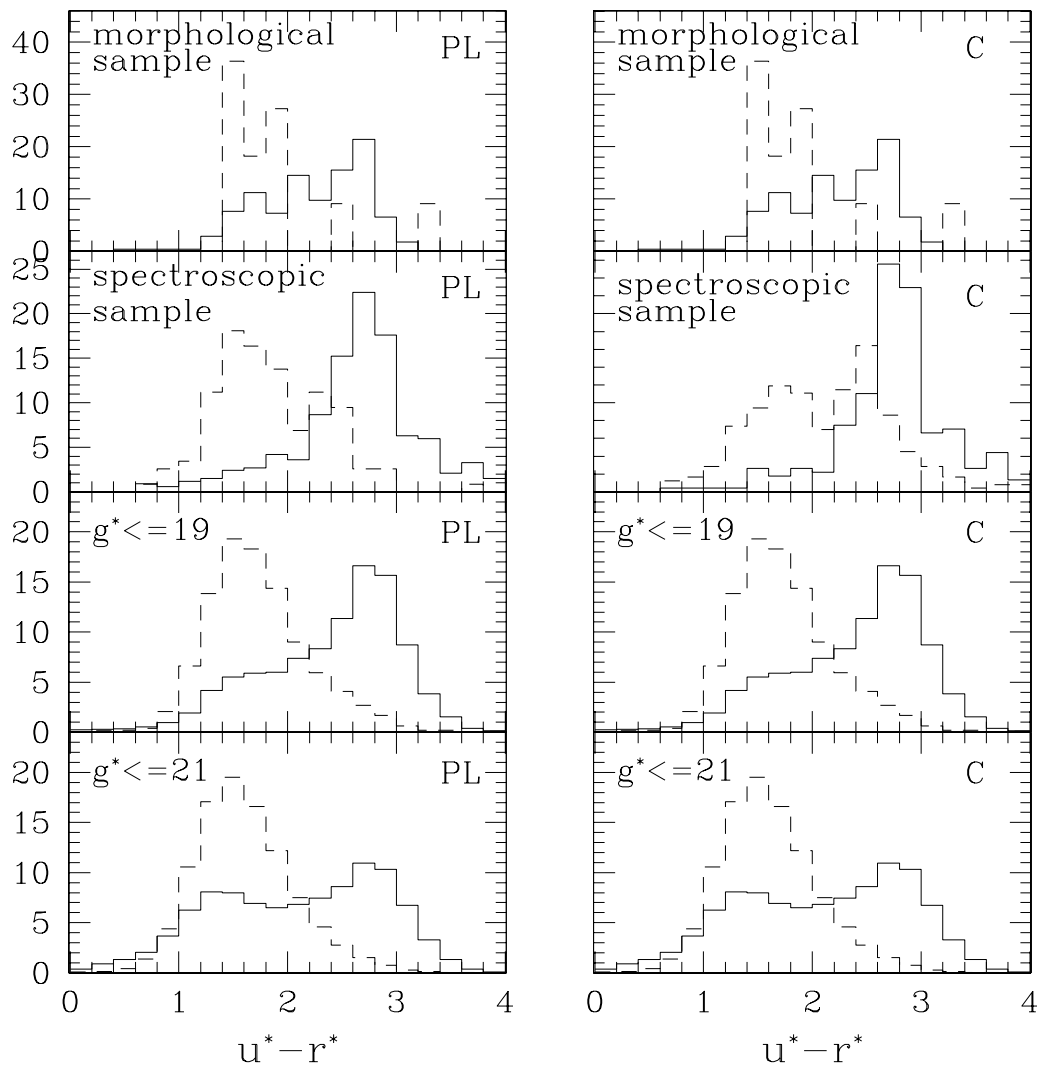 morphological
sample
PL
morphological
sample
C
40
30
20
10
0
spectroscopic
sample
PL
spectroscopic
sample
C
25
20
15
10
5
0
g*<=19
PL
g*<=19
C
20
15
10
5
0
g*<=21
PL
g*<=21
C
20
15
10
5
0
0 1 2 3 4
0 1 2 3 4
u*−r*
u*−r*